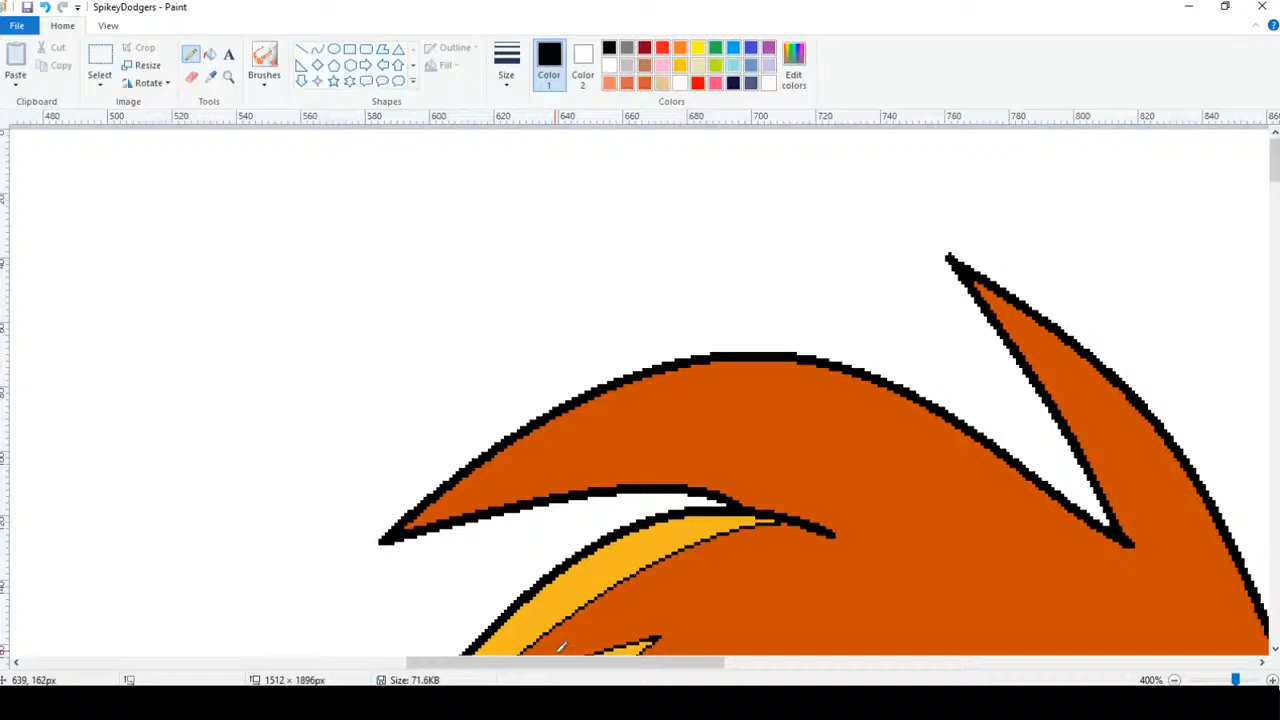 SpikeyDodgers - Paint
File Home View
Paste Cut Copy
Clipboard
Select Crop Resize Rotate
Image
A
Tools
Brushes
Shapes
Outline Fill
Size
Color 1 Color 2
Edit colors
Colors
480 500 520 540 560 580 600 620 640 660 680 700 720 740 760 780 800 820 840
639, 162px 1512 × 1896px Size: 71.6KB 400%